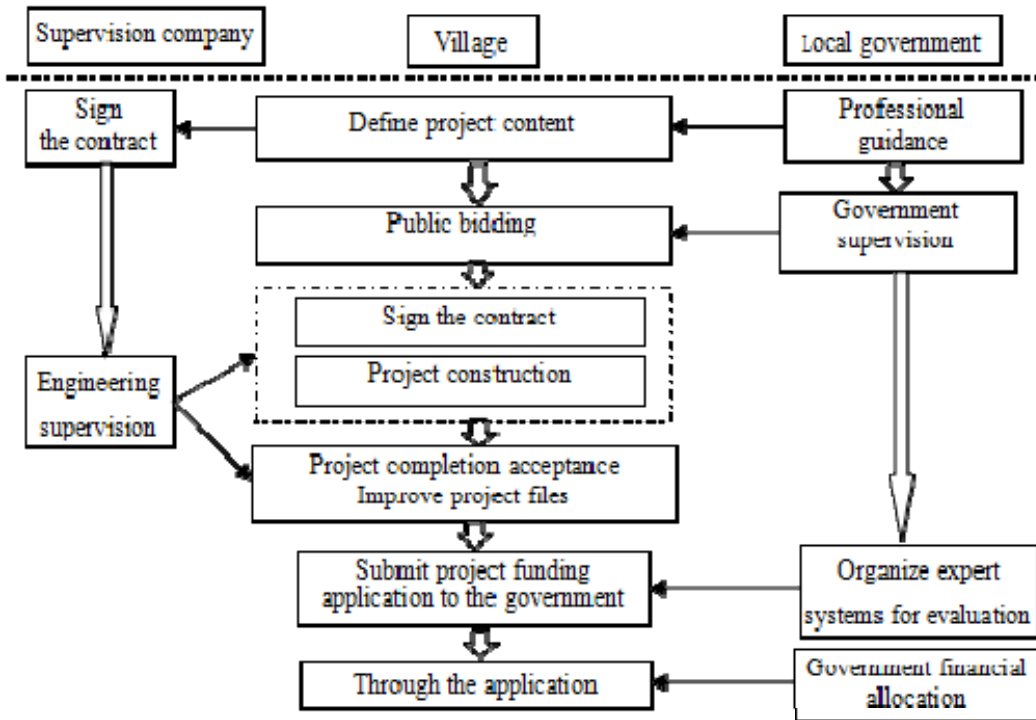 Supervision company
Village
Local government
Sign
the contract
Define project content
Professional
guidance
Public bidding
Government
supervision
Sign the contract
Project construction
Engineering
supervision
Project completion acceptance
Improve project files
Submit project funding
application to the government
Organize expert
systems for evaluation
Through the application
Government financial
allocation